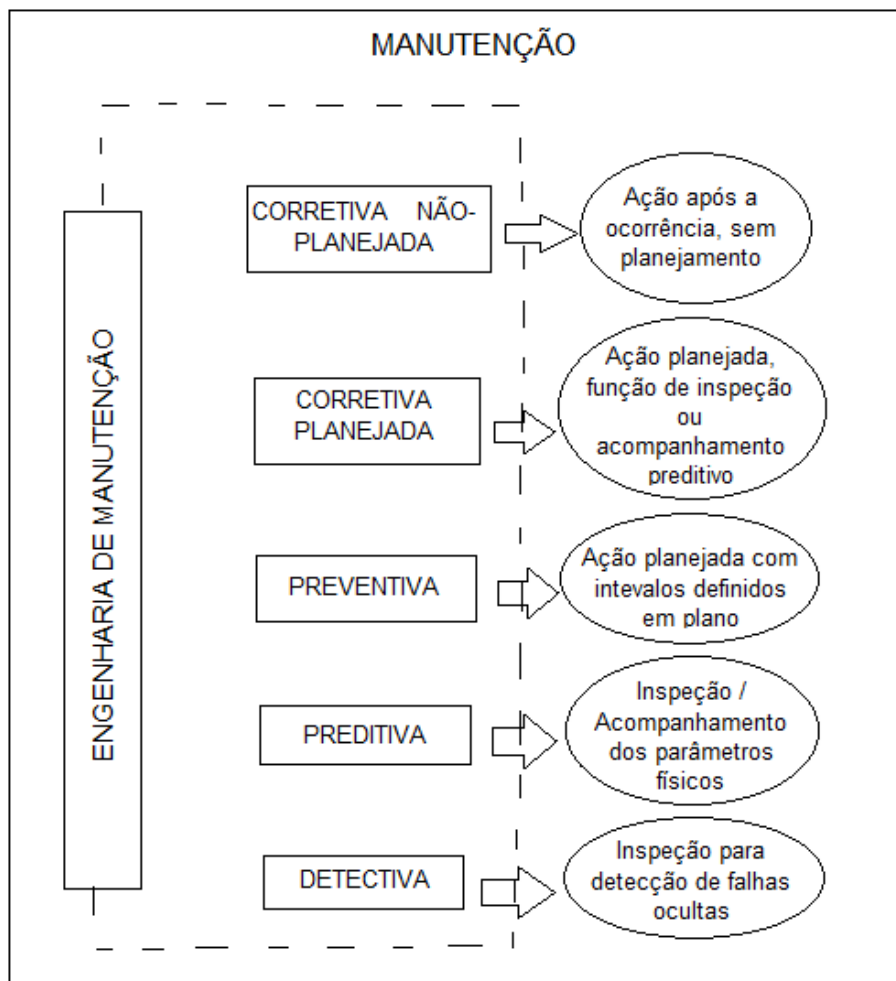 MANUTENÇÃO
ENGENHARIA DE MANUTENÇÃO
CORRETIVA NÃO-
PLANEJADA
Ação após a
ocorrência, sem
planejamento
CORRETIVA
PLANEJADA
Ação planejada,
função de inspeção
ou
acompanhamento
preditivo
PREVENTIVA
Ação planejada com
intevalos definidos
em plano
PREDITIVA
Inspeção /
Acompanhamento
dos parâmetros
físicos
DETECTIVA
Inspeção para
detecção de falhas
ocultas